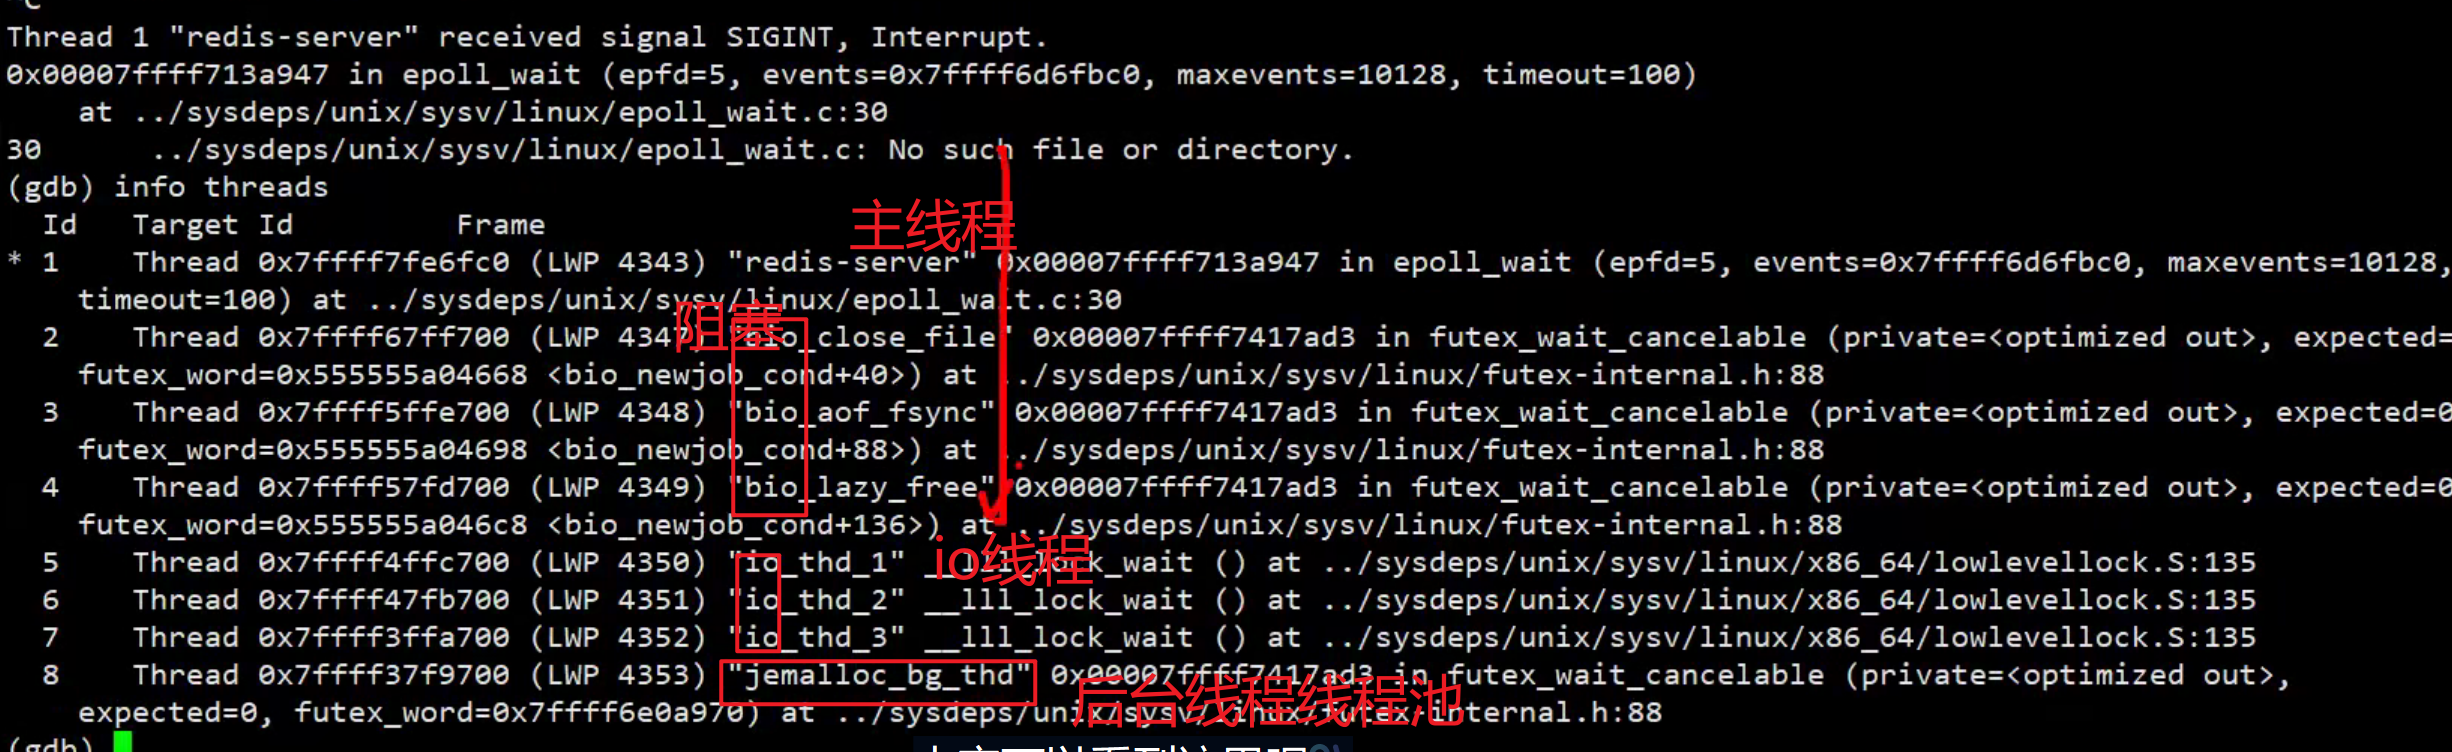 Thread 1 "redis-server" received signal SIGINT, Interrupt.
0x00007ffff713a947 in epoll_wait (epfd=5, events=0x7ffff6d6fbc0, maxevents=10128, timeout=100)
at ../sysdeps/unix/sysv/linux/epoll_wait.c:30
30 ../sysdeps/unix/sysv/linux/epoll_wait.c: No such file or directory.
(gdb) info threads
Id Target Id Frame
主线程
* 1 Thread 0x7ffff7fe6fc0 (LWP 4343) "redis-server" 0x00007ffff713a947 in epoll_wait (epfd=5, events=0x7ffff6d6fbc0, maxevents=10128,
timeout=100) at ../sysdeps/unix/sysv/linux/epoll_wait.c:30
阻塞
2 Thread 0x7ffff67ff700 (LWP 4347) "bio_close_file" 0x00007ffff7417ad3 in futex_wait_cancelable (private=<optimized out>, expected=
futex_word=0x555555a04668 <bio_newjob_cond+40>) at ../sysdeps/unix/sysv/linux/futex-internal.h:88
3 Thread 0x7ffff5ffe700 (LWP 4348) "bio_aof_fsync" 0x00007ffff7417ad3 in futex_wait_cancelable (private=<optimized out>, expected=0
futex_word=0x555555a04698 <bio_newjob_cond+88>) at ../sysdeps/unix/sysv/linux/futex-internal.h:88
4 Thread 0x7ffff57fd700 (LWP 4349) "bio_lazy_free" 0x00007ffff7417ad3 in futex_wait_cancelable (private=<optimized out>, expected=0
futex_word=0x555555a046c8 <bio_newjob_cond+136>) at ../sysdeps/unix/sysv/linux/futex-internal.h:88
io线程
5 Thread 0x7ffff4ffc700 (LWP 4350) "io_thd_1" __lll_lock_wait () at ../sysdeps/unix/sysv/linux/x86_64/lowlevellock.S:135
6 Thread 0x7ffff47fb700 (LWP 4351) "io_thd_2" __lll_lock_wait () at ../sysdeps/unix/sysv/linux/x86_64/lowlevellock.S:135
7 Thread 0x7ffff3ffa700 (LWP 4352) "io_thd_3" __lll_lock_wait () at ../sysdeps/unix/sysv/linux/x86_64/lowlevellock.S:135
8 Thread 0x7ffff37f9700 (LWP 4353) "jemalloc_bg_thd" 0x00007ffff7417ad3 in futex_wait_cancelable (private=<optimized out>,
后台线程线程池
expected=0, futex_word=0x7ffff6e0a970) at ../sysdeps/unix/sysv/linux/futex-internal.h:88
(gdb)